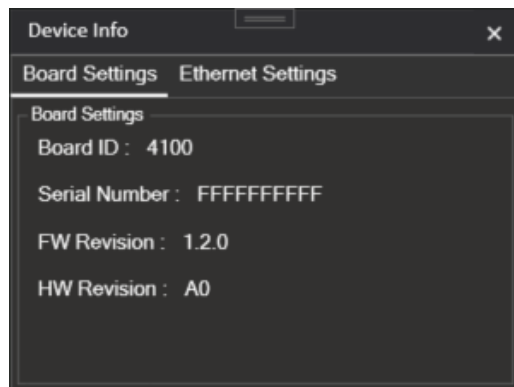 Device Info
Board Settings Ethernet Settings
Board Settings
Board ID : 4100
Serial Number : FFFFFFFFFF
FW Revision : 1.2.0
HW Revision : A0